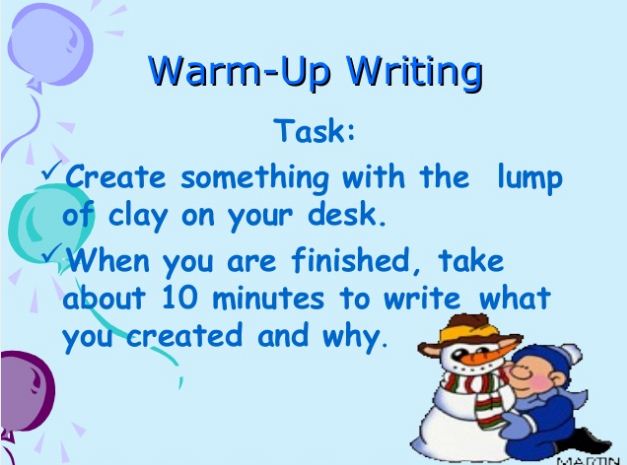 Warm-Up Writing
Task:
✓Create something with the lump
of clay on your desk.
✓When you are finished, take
about 10 minutes to write what
you created and why.
MARTIN